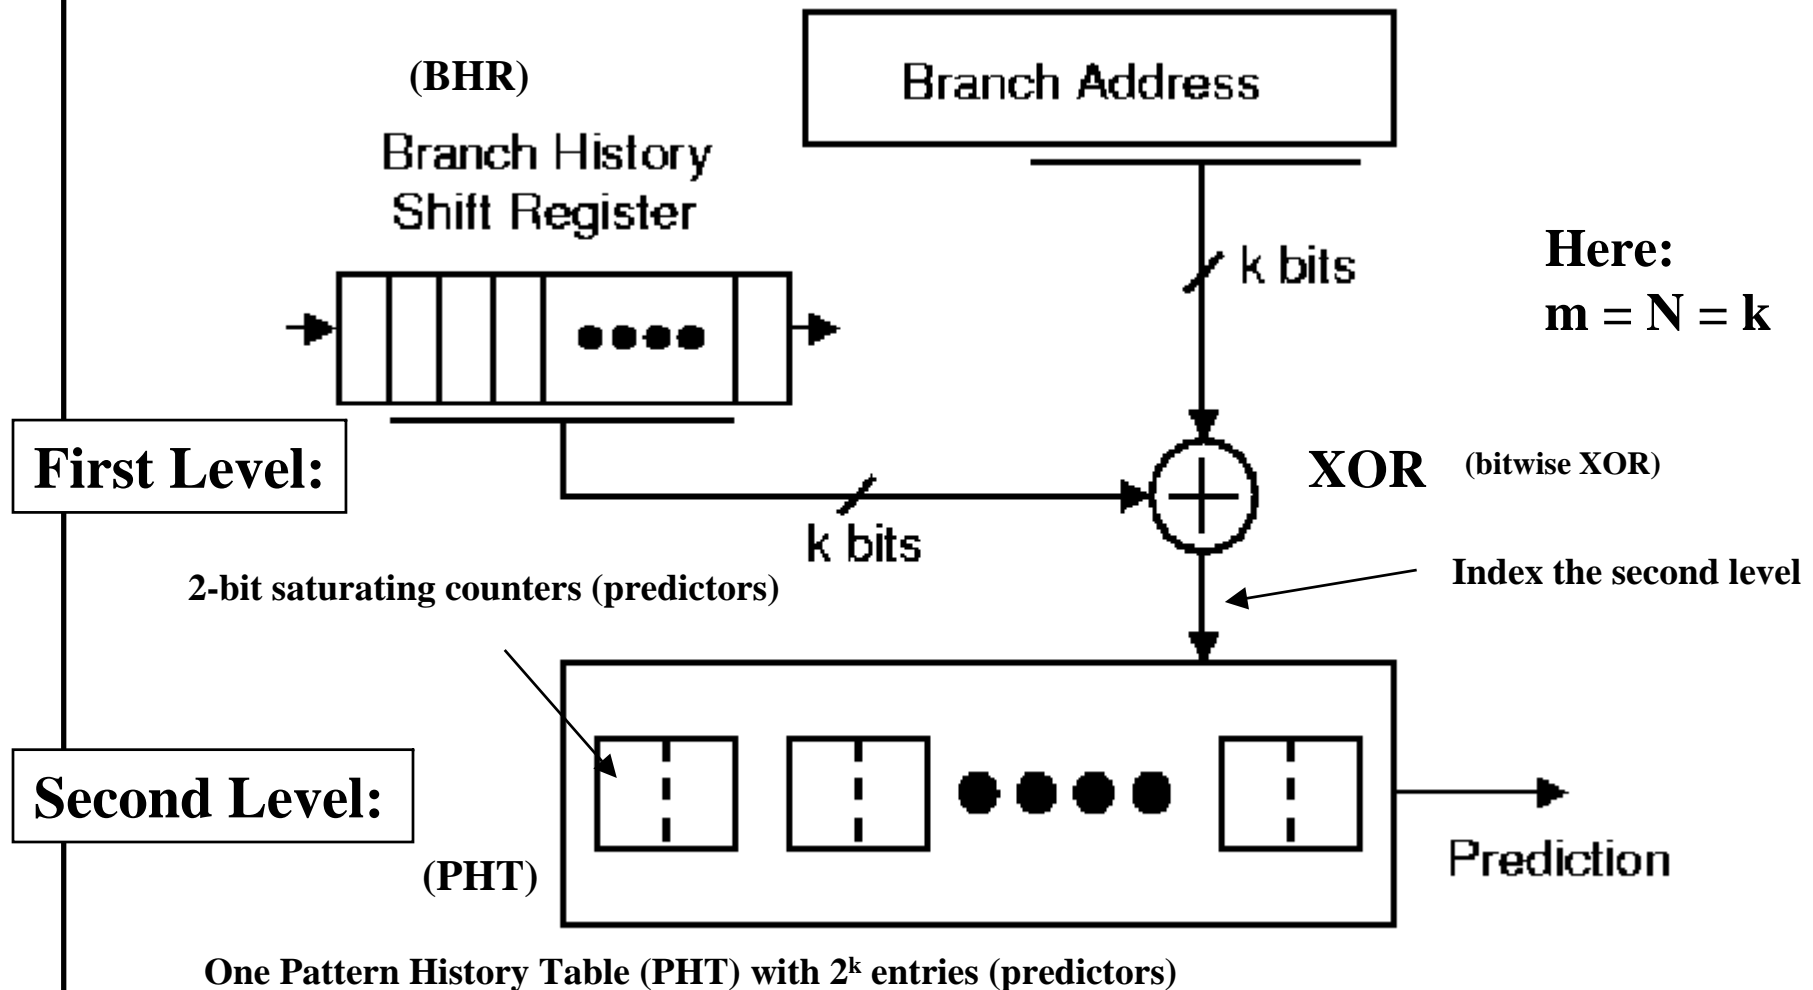 (BHR)
Branch Address
Branch History
Shift Register
k bits
Here:
m = N = k
First Level:
XOR (bitwise XOR)
k bits
Index the second level
2-bit saturating counters (predictors)
Second Level:
Prediction
(PHT)
One Pattern History Table (PHT) with 2ᵏ entries (predictors)